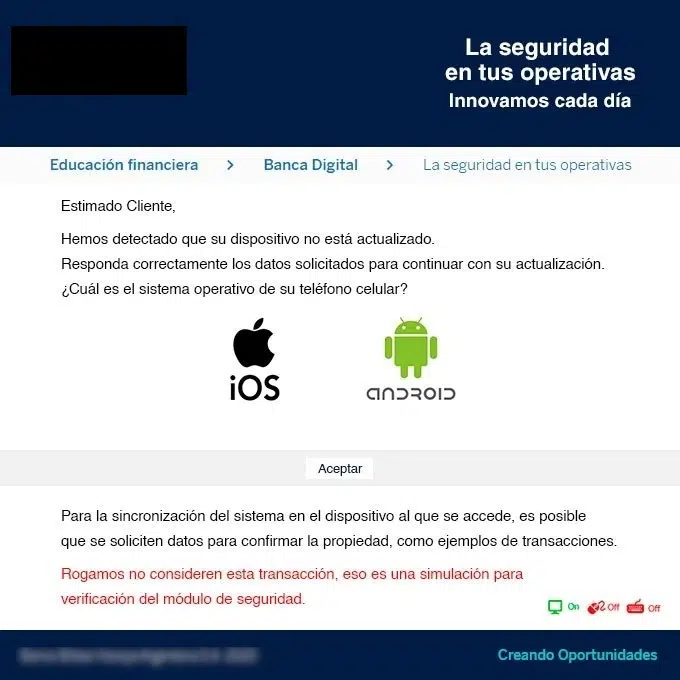 La seguridad
en tus operativas
Innovamos cada día
Educación financiera > Banca Digital > La seguridad en tus operativas
Estimado Cliente,
Hemos detectado que su dispositivo no está actualizado.
Responda correctamente los datos solicitados para continuar con su actualización.
¿Cuál es el sistema operativo de su teléfono celular?
iOS ANDROID
Aceptar
Para la sincronización del sistema en el dispositivo al que se accede, es posible
que se soliciten datos para confirmar la propiedad, como ejemplos de transacciones.
Rogamos no consideren esta transacción, eso es una simulación para
verificación del módulo de seguridad.
On Off Off
Creando Oportunidades